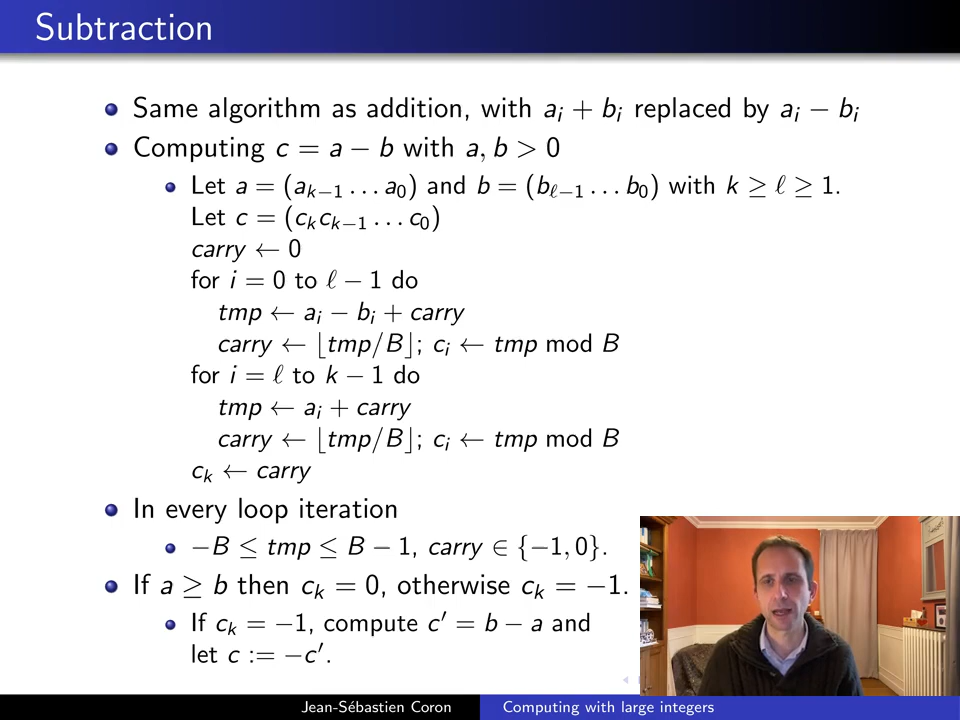 Subtraction
Same algorithm as addition, with aᵢ + bᵢ replaced by aᵢ − bᵢ
Computing c = a − b with a, b > 0
Let a = (aₖ₋₁ … a₀) and b = (b_{ℓ−1} … b₀) with k ≥ ℓ ≥ 1.
Let c = (cₖcₖ₋₁ … c₀)
carry ← 0
for i = 0 to ℓ − 1 do
tmp ← aᵢ − bᵢ + carry
carry ← ⌊tmp/B⌋; cᵢ ← tmp mod B
for i = ℓ to k − 1 do
tmp ← aᵢ + carry
carry ← ⌊tmp/B⌋; cᵢ ← tmp mod B
cₖ ← carry
In every loop iteration
−B ≤ tmp ≤ B − 1, carry ∈ {−1, 0}.
If a ≥ b then cₖ = 0, otherwise cₖ = −1.
If cₖ = −1, compute c′ = b − a and
let c := −c′.
Jean-Sébastien Coron
Computing with large integers